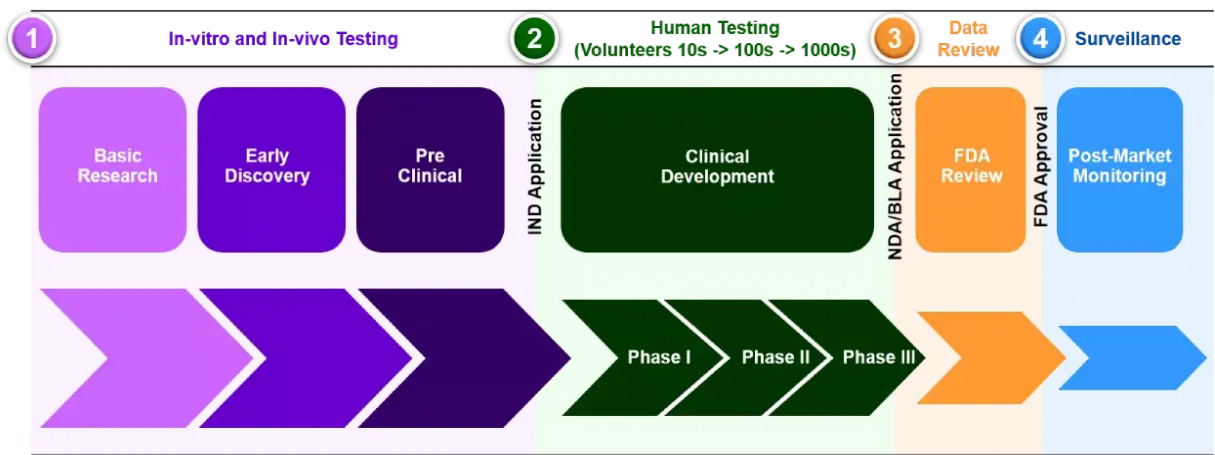 1
In-vitro and In-vivo Testing
2
Human Testing
(Volunteers 10s -> 100s -> 1000s)
3
Data
Review
4
Surveillance
Basic
Research
Early
Discovery
Pre
Clinical
IND Application
Clinical
Development
NDA/BLA Application
FDA
Review
FDA Approval
Post-Market
Monitoring
Phase I
Phase II
Phase III